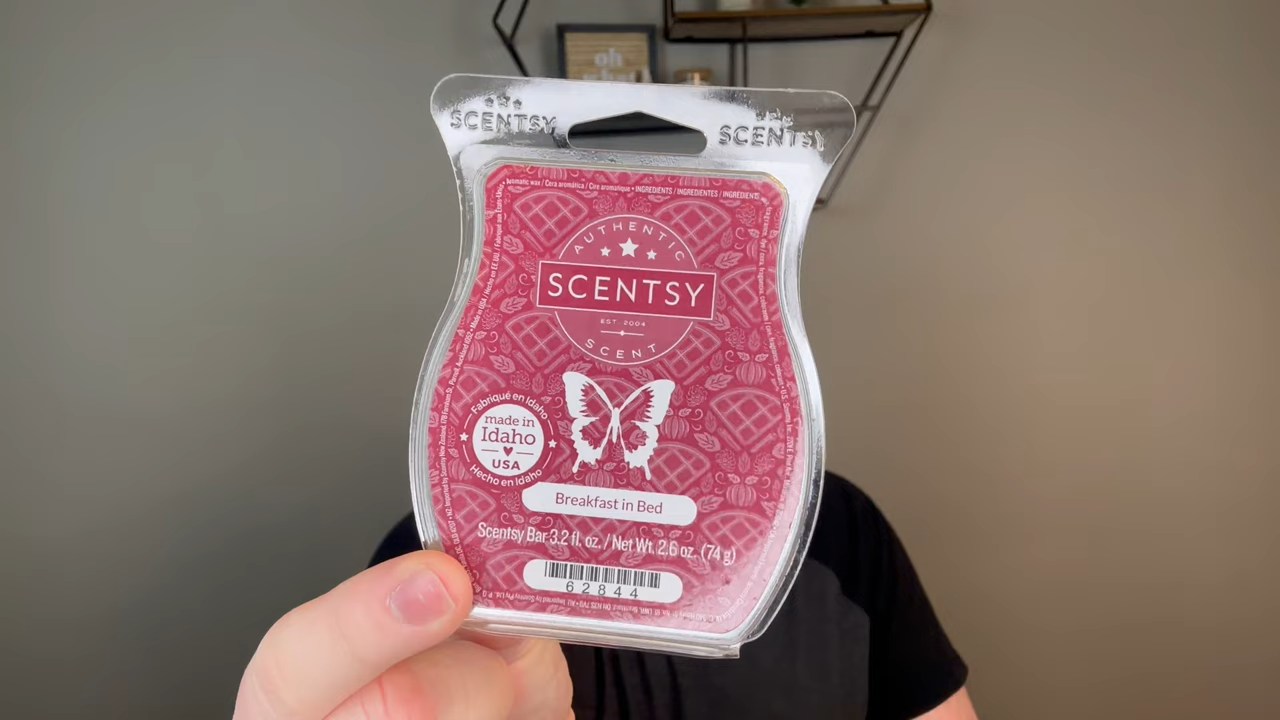 oh
SCENTSY
SCENTSY
Aromatic wax / Cera aromática / Cire aromatique • INGREDIENTS / INGREDIENTES / INGRÉDIENTS
AUTHENTIC
SCENTSY
EST. 2004
SCENT
Fabriqué en Idaho
made in
Idaho
USA
Hecho en Idaho
Breakfast in Bed
Scentsy Bar 3.2 fl. oz. / Net Wt. 2.6 oz. (74 g)
62844